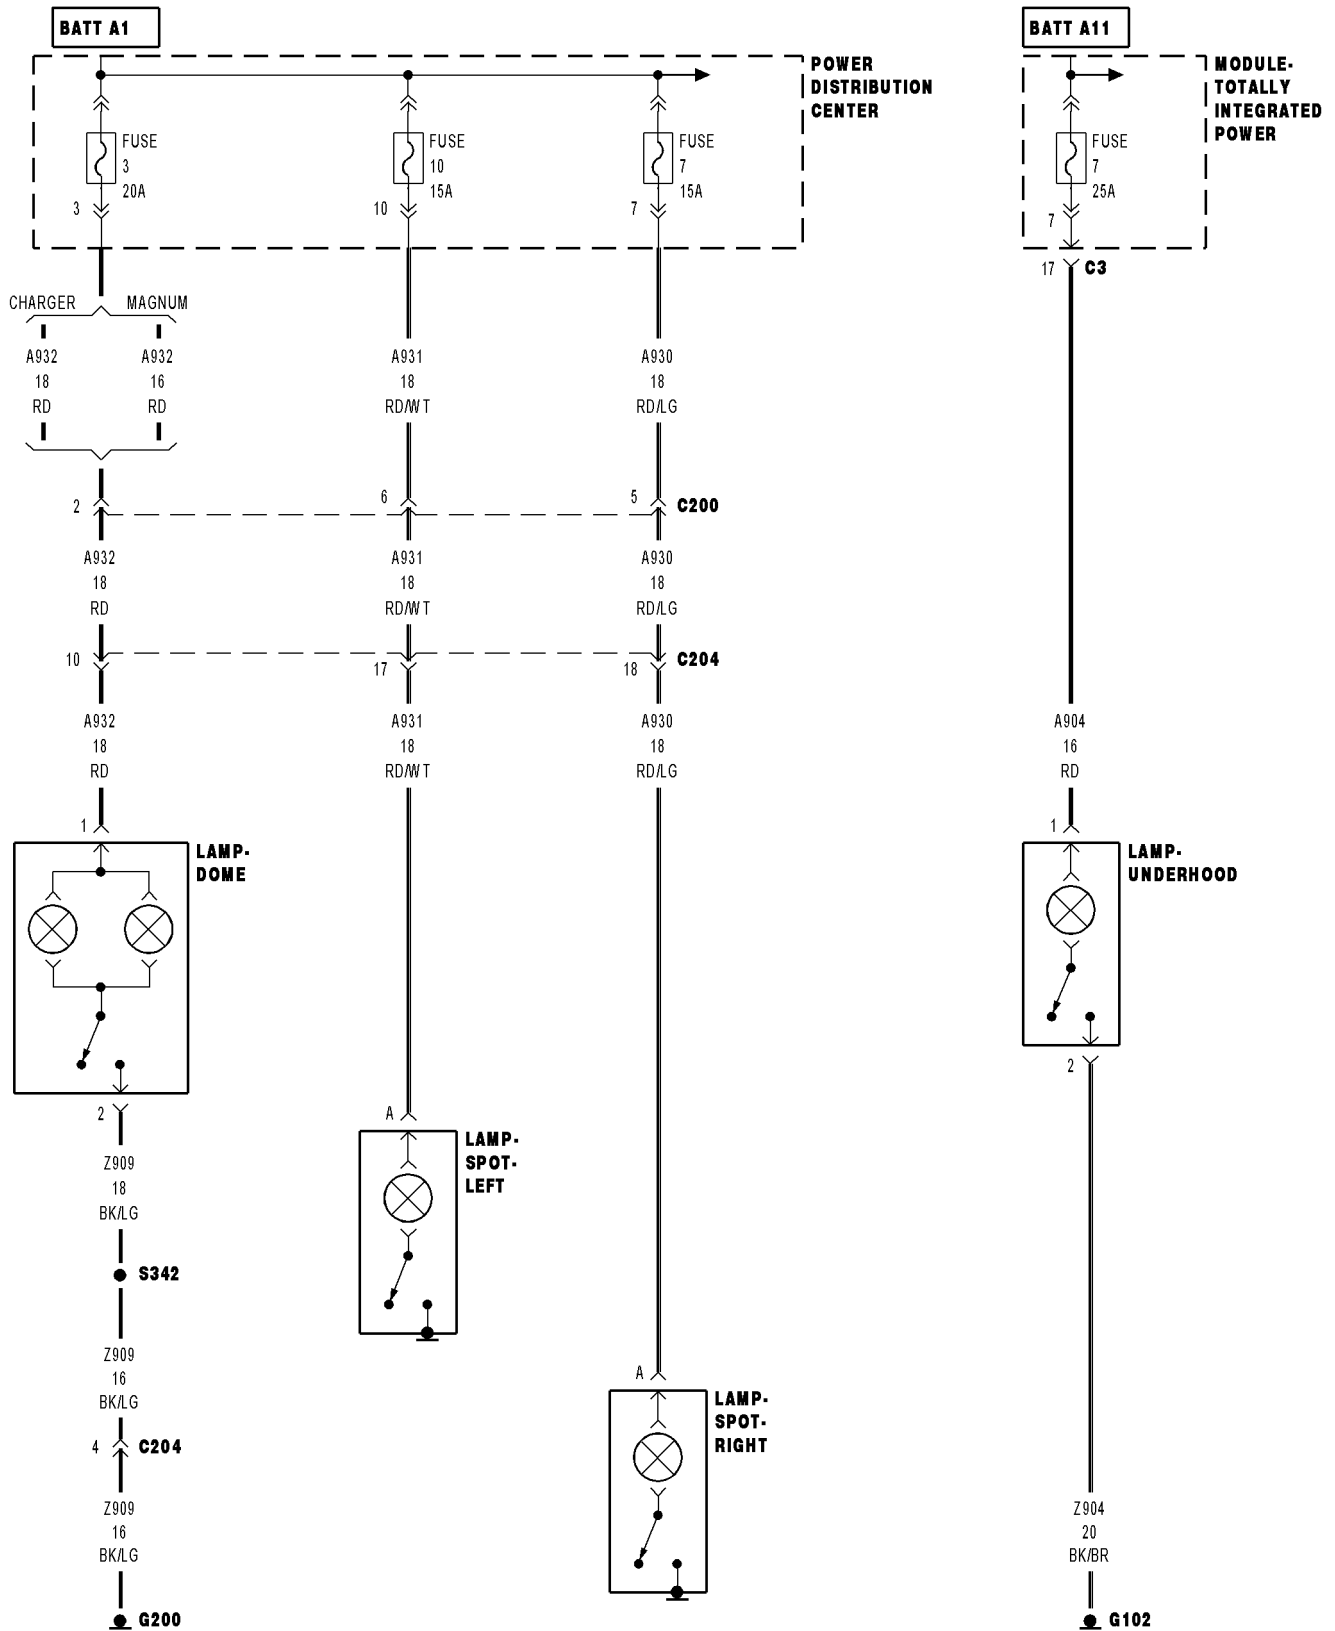 BATT A1
BATT A11
POWER
DISTRIBUTION
CENTER
MODULE-
TOTALLY
INTEGRATED
POWER
FUSE
3
20A
3
FUSE
10
15A
10
FUSE
7
15A
7
FUSE
7
25A
7
17
C3
CHARGER
MAGNUM
A932
18
RD
A932
16
RD
A931
18
RD/WT
A930
18
RD/LG
2
6
5
C200
A932
18
RD
A931
18
RD/WT
A930
18
RD/LG
10
17
18
C204
A932
18
RD
A931
18
RD/WT
A930
18
RD/LG
A904
16
RD
1
LAMP-
DOME
1
LAMP-
UNDERHOOD
2
2
A
LAMP-
SPOT-
LEFT
Z909
18
BK/LG
S342
Z909
16
BK/LG
A
LAMP-
SPOT-
RIGHT
4
C204
Z909
16
BK/LG
Z904
20
BK/BR
G200
G102